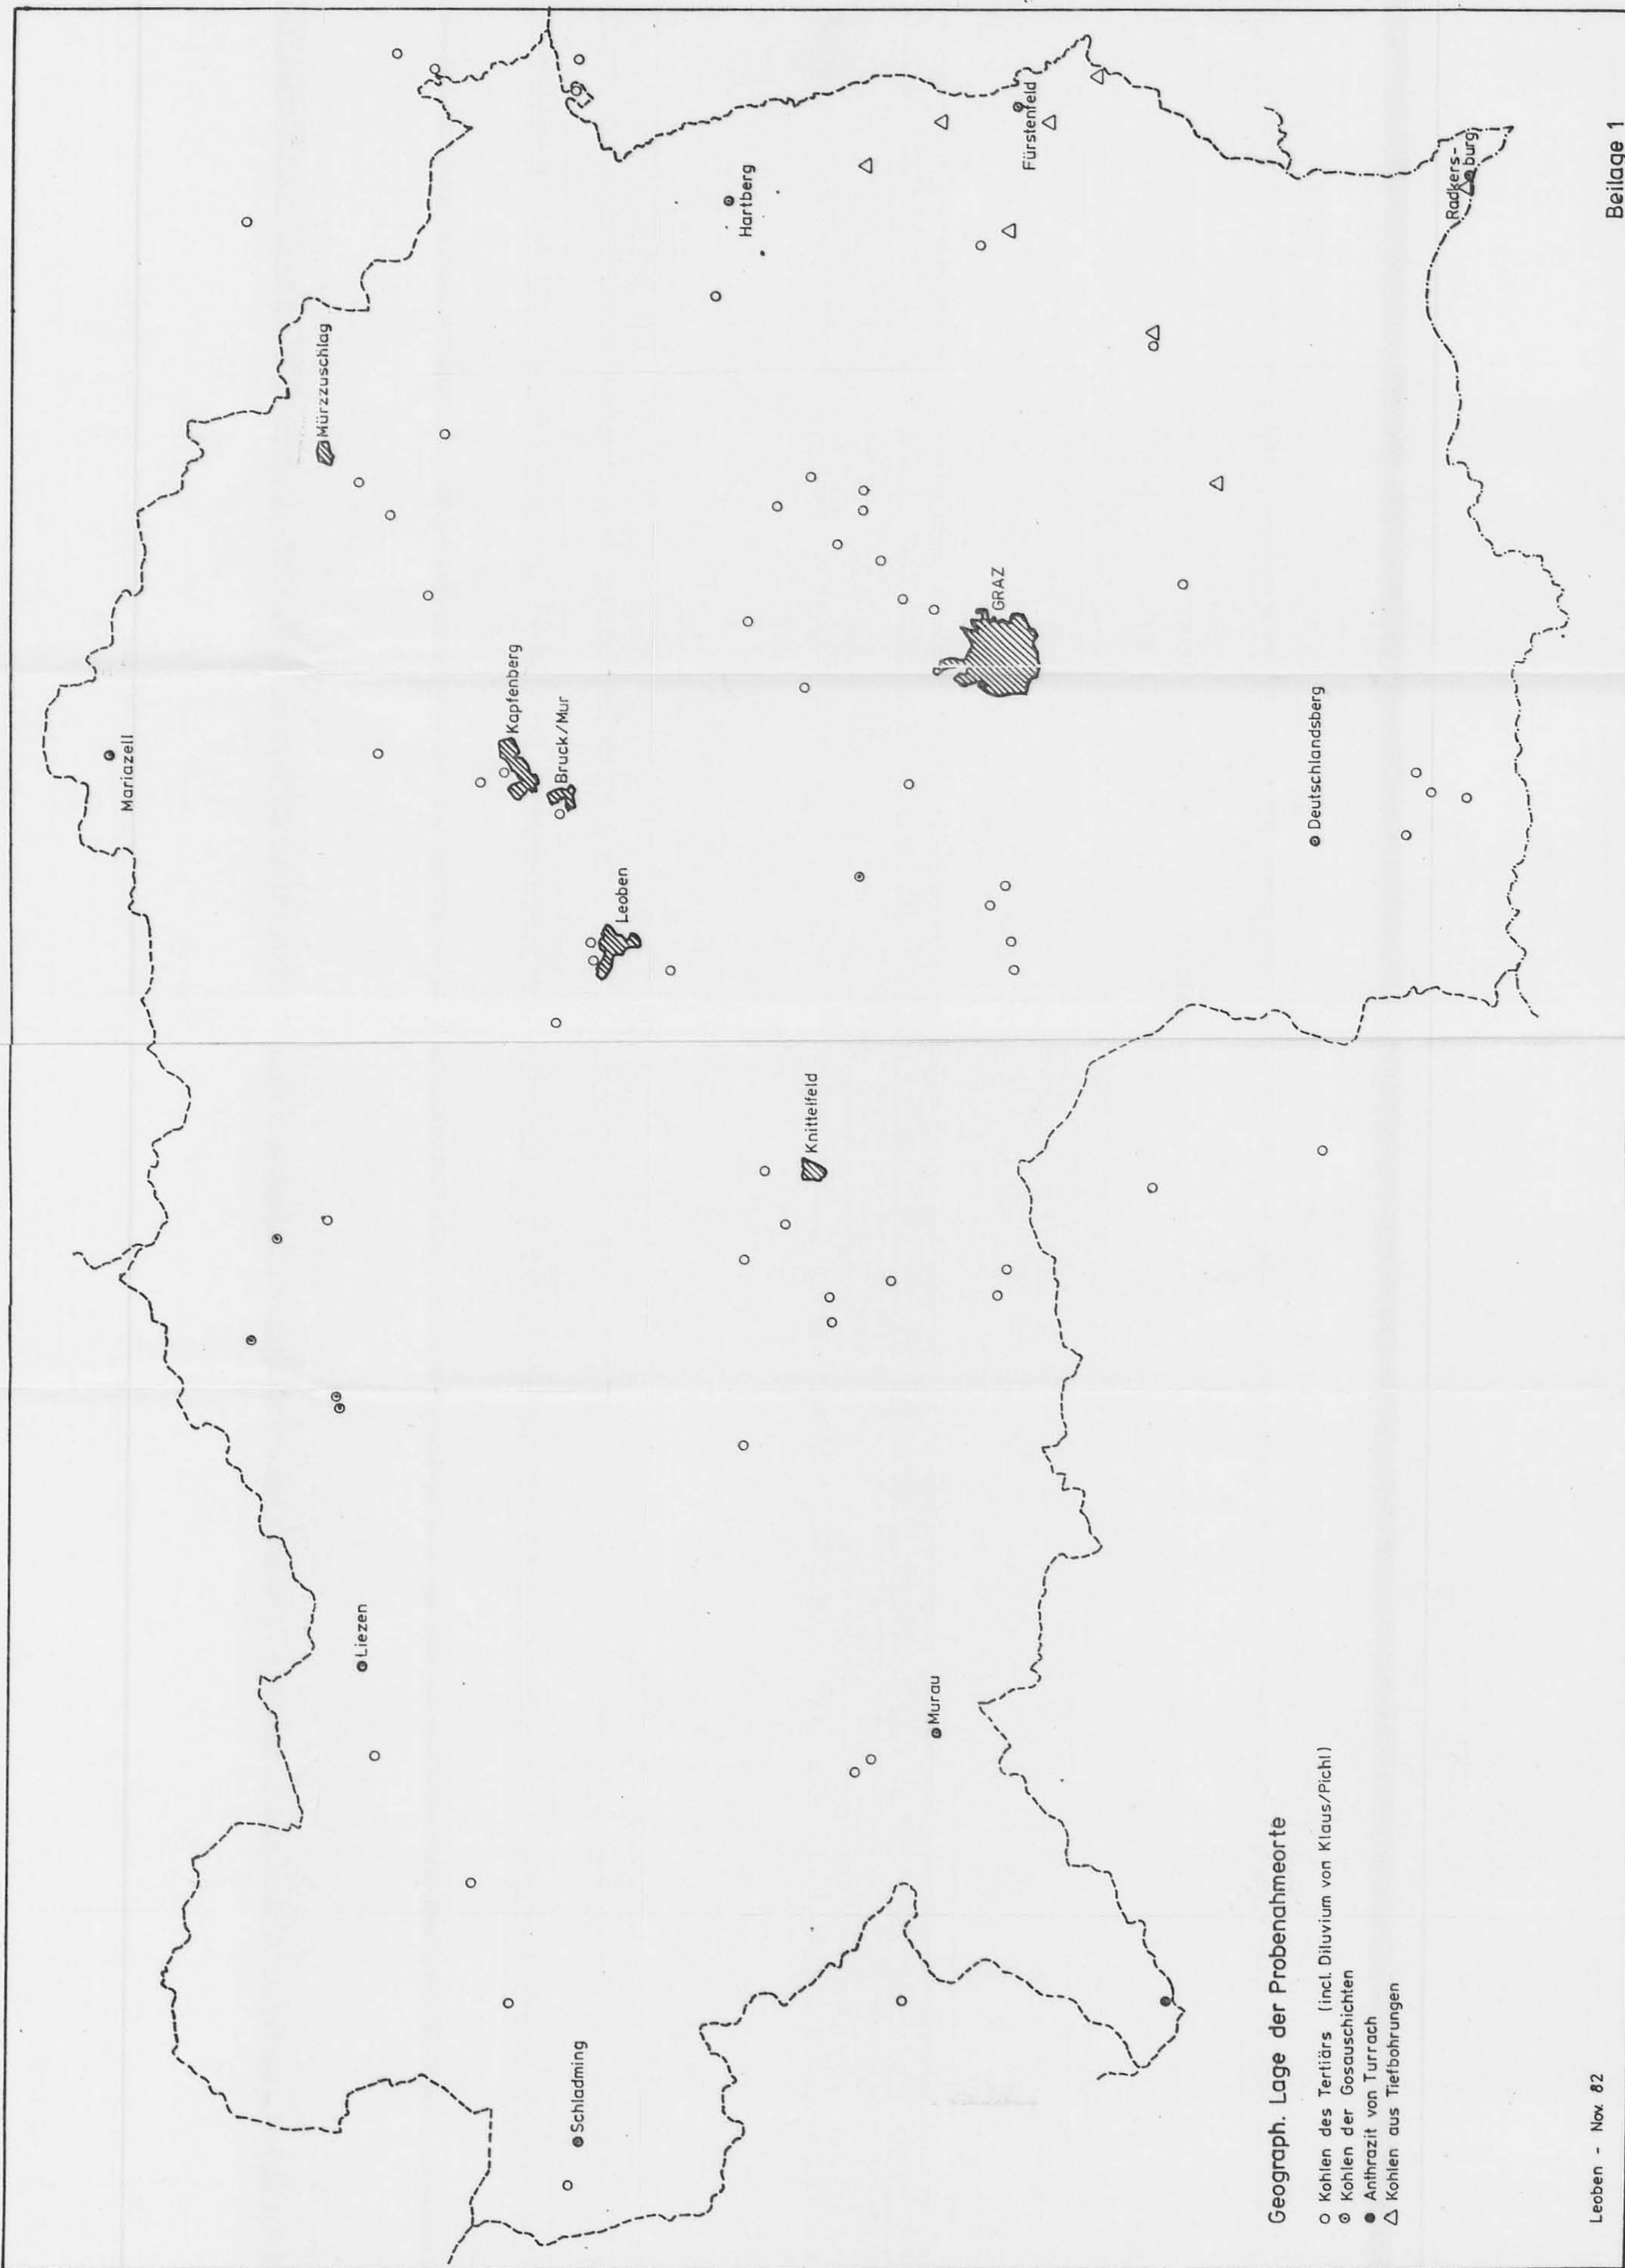 Mariazell
Mürzzuschlag
Kapfenberg
Bruck/Mur
Leoben
Hartberg
Fürstenfeld
Radkers-
burg
GRAZ
Deutschlandsberg
Knittelfeld
Liezen
Murau
Schladming
Geograph. Lage der Probenahmeorte
Kohlen des Tertiärs (incl. Diluvium von Klaus/Pichl)
Kohlen der Gosauschichten
Anthrazit von Turrach
Kohlen aus Tiefbohrungen
Leoben - Nov. 82
Beilage 1